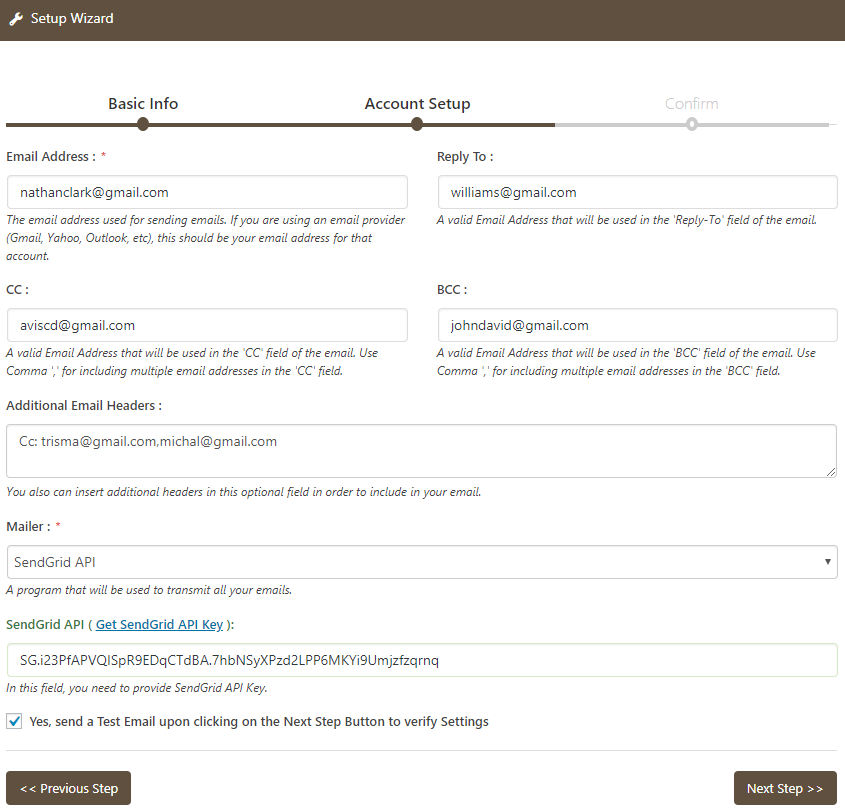 Setup Wizard
Basic Info
Account Setup
Confirm
Email Address : *
Reply To :
nathanclark@gmail.com
williams@gmail.com
The email address used for sending emails. If you are using an email provider
(Gmail, Yahoo, Outlook, etc), this should be your email address for that
account.
A valid Email Address that will be used in the 'Reply-To' field of the email.
CC :
BCC :
aviscd@gmail.com
johndavid@gmail.com
A valid Email Address that will be used in the 'CC' field of the email. Use
Comma ',' for including multiple email addresses in the 'CC' field.
A valid Email Address that will be used in the 'BCC' field of the email. Use
Comma ',' for including multiple email addresses in the 'BCC' field.
Additional Email Headers :
Cc: trisma@gmail.com,michal@gmail.com
You also can insert additional headers in this optional field in order to include in your email.
Mailer : *
SendGrid API
A program that will be used to transmit all your emails.
SendGrid API ( Get SendGrid API Key ):
SG.i23PfAPVQISpR9EDqCTdBA.7hbNSyXPzd2LPP6MKYi9Umjzfzqrnq
In this field, you need to provide SendGrid API Key.
Yes, send a Test Email upon clicking on the Next Step Button to verify Settings
<< Previous Step
Next Step >>